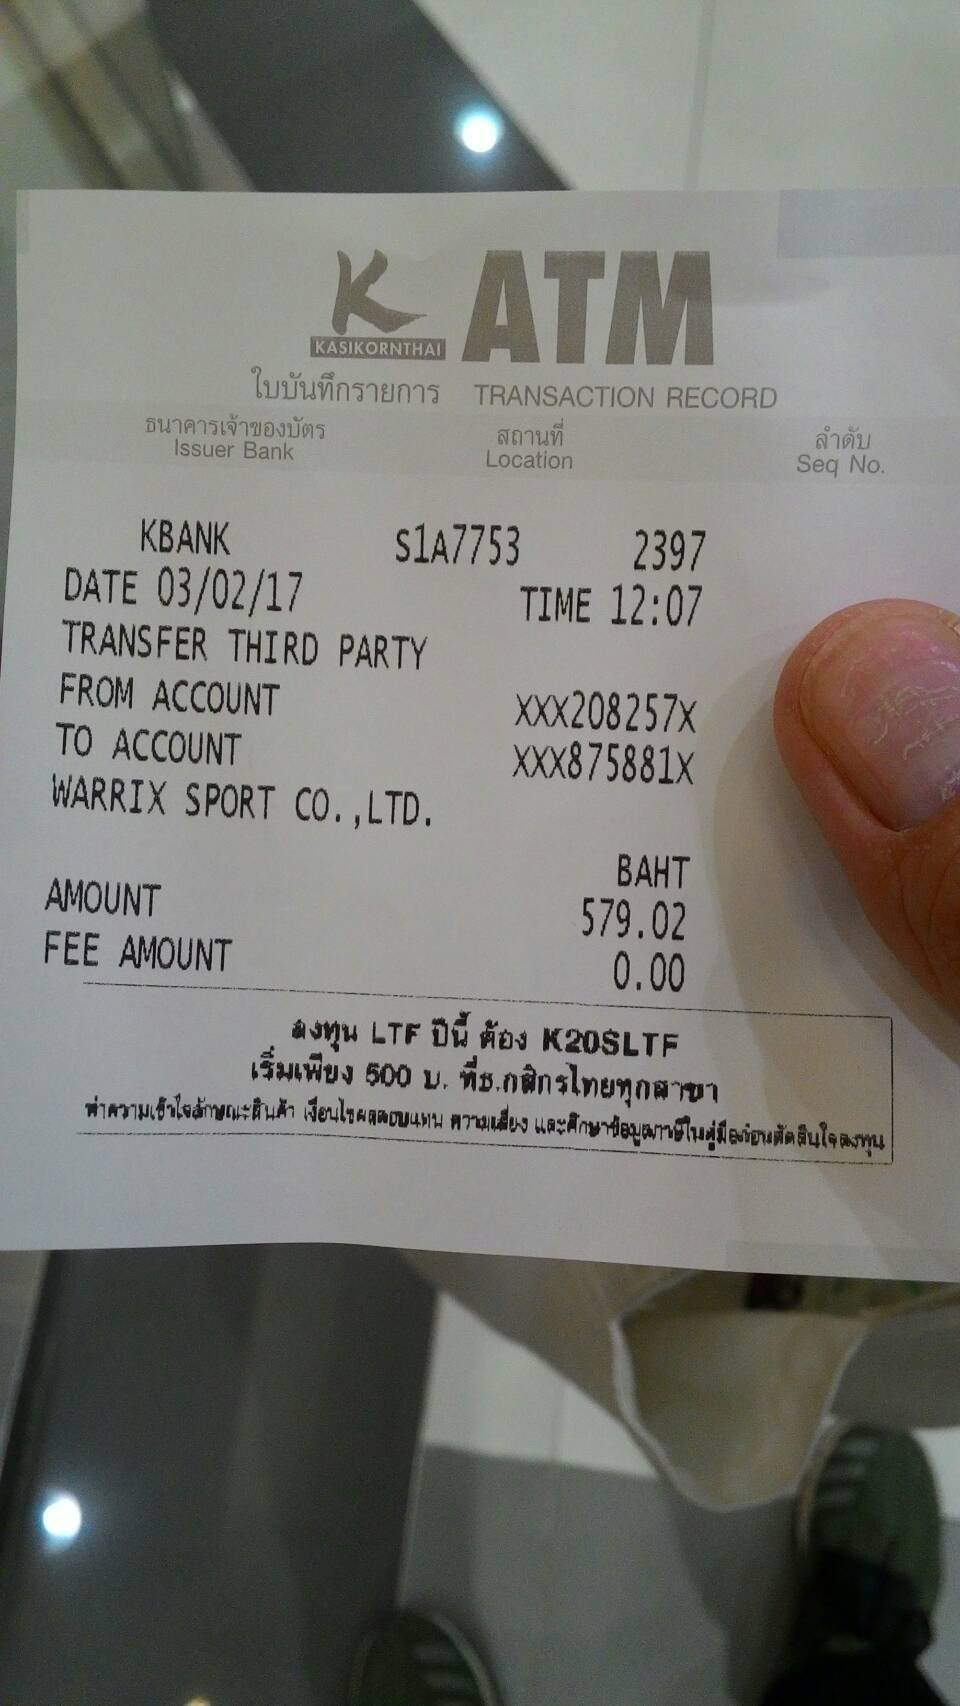 K ATM
KASIKORNTHAI
ใบบันทึกรายการ TRANSACTION RECORD
ธนาคารเจ้าของบัตร สถานที่ ลำดับ
Issuer Bank Location Seq No.
KBANK S1A7753 2397
DATE 03/02/17 TIME 12:07
TRANSFER THIRD PARTY
FROM ACCOUNT XXX208257X
TO ACCOUNT XXX875881X
WARRIX SPORT CO.,LTD.
BAHT
AMOUNT 579.02
FEE AMOUNT 0.00
ลงทุน LTF ปีนี้ ต้อง K20SLTF
เริ่มเพียง 500 บ. ที่ธ.กสิกรไทยทุกสาขา
ทำความเข้าใจลักษณะสินค้า เงื่อนไขผลตอบแทน ความเสี่ยง และศึกษาข้อมูลภาษีในคู่มือก่อนตัดสินใจลงทุน